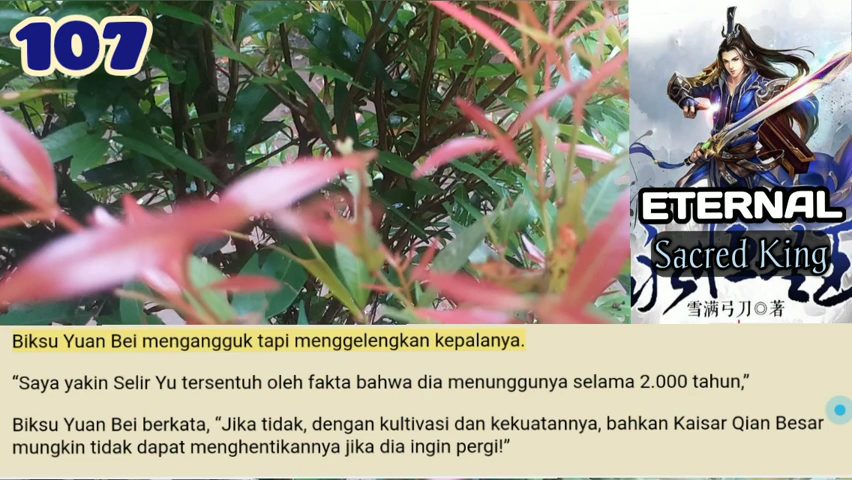 107
ETERNAL
Sacred King
雪满弓刀◎著
Biksu Yuan Bei mengangguk tapi menggelengkan kepalanya.
“Saya yakin Selir Yu tersentuh oleh fakta bahwa dia menunggunya selama 2.000 tahun,”
Biksu Yuan Bei berkata, “Jika tidak, dengan kultivasi dan kekuatannya, bahkan Kaisar Qian Besar
mungkin tidak dapat menghentikannya jika dia ingin pergi!”